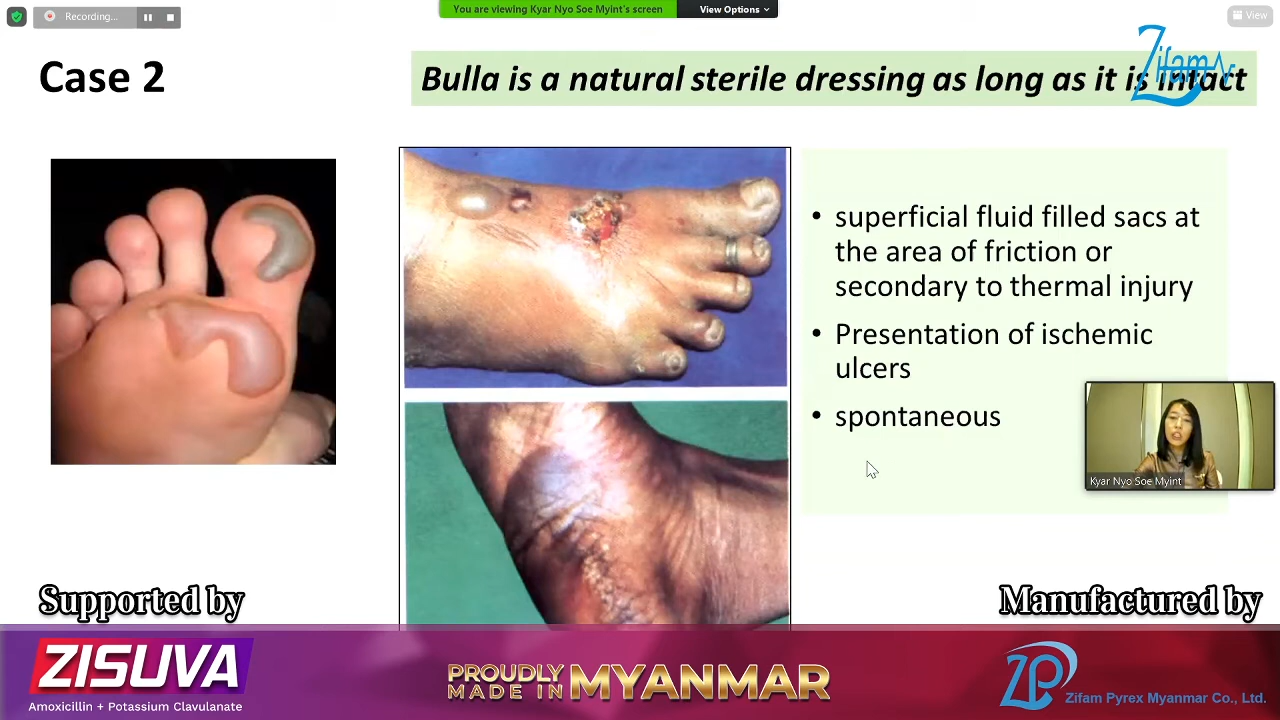 Recording...
You are viewing Kyar Nyo Soe Myint's screen
View Options
View
Case 2
Bulla is a natural sterile dressing as long as it is intact
Zifam
• superficial fluid filled sacs at
the area of friction or
secondary to thermal injury
• Presentation of ischemic
ulcers
• spontaneous
Kyar Nyo Soe Myint
Supported by
Manufactured by
ZISUVA
Amoxicillin + Potassium Clavulanate
PROUDLY
MADE IN
MYANMAR
ZP
Zifam Pyrex Myanmar Co., Ltd.